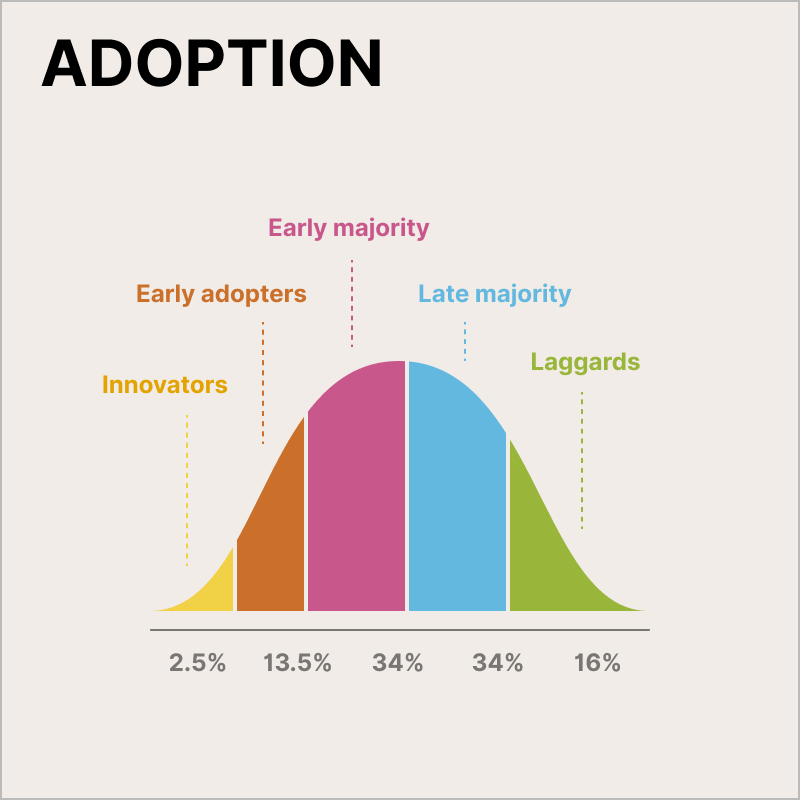 ADOPTION
Early majority
Early adopters
Late majority
Laggards
Innovators
2.5% 13.5% 34% 34% 16%